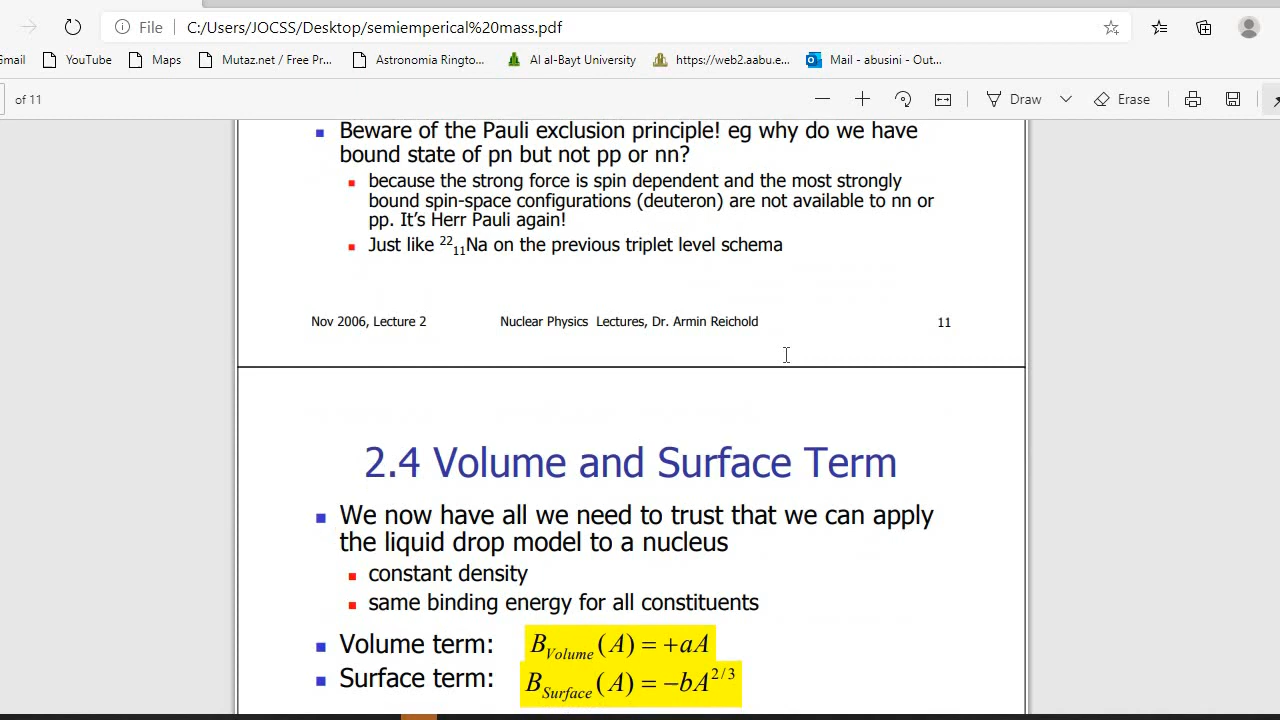 File
C:/Users/JOCSS/Desktop/semiemperical%20mass.pdf
Gmail YouTube Maps Mutaz.net / Free Pr... Astronomia Ringto... Al al-Bayt University https://web2.aabu.e... Mail - abusini - Out...
of 11 Draw Erase
Beware of the Pauli exclusion principle! eg why do we have
bound state of pn but not pp or nn?
because the strong force is spin dependent and the most strongly
bound spin-space configurations (deuteron) are not available to nn or
pp. It's Herr Pauli again!
Just like ²²₁₁Na on the previous triplet level schema
Nov 2006, Lecture 2 Nuclear Physics Lectures, Dr. Armin Reichold 11
2.4 Volume and Surface Term
We now have all we need to trust that we can apply
the liquid drop model to a nucleus
constant density
same binding energy for all constituents
Volume term: B_Volume (A) = +aA
Surface term: B_Surface (A) = −bA^2/3